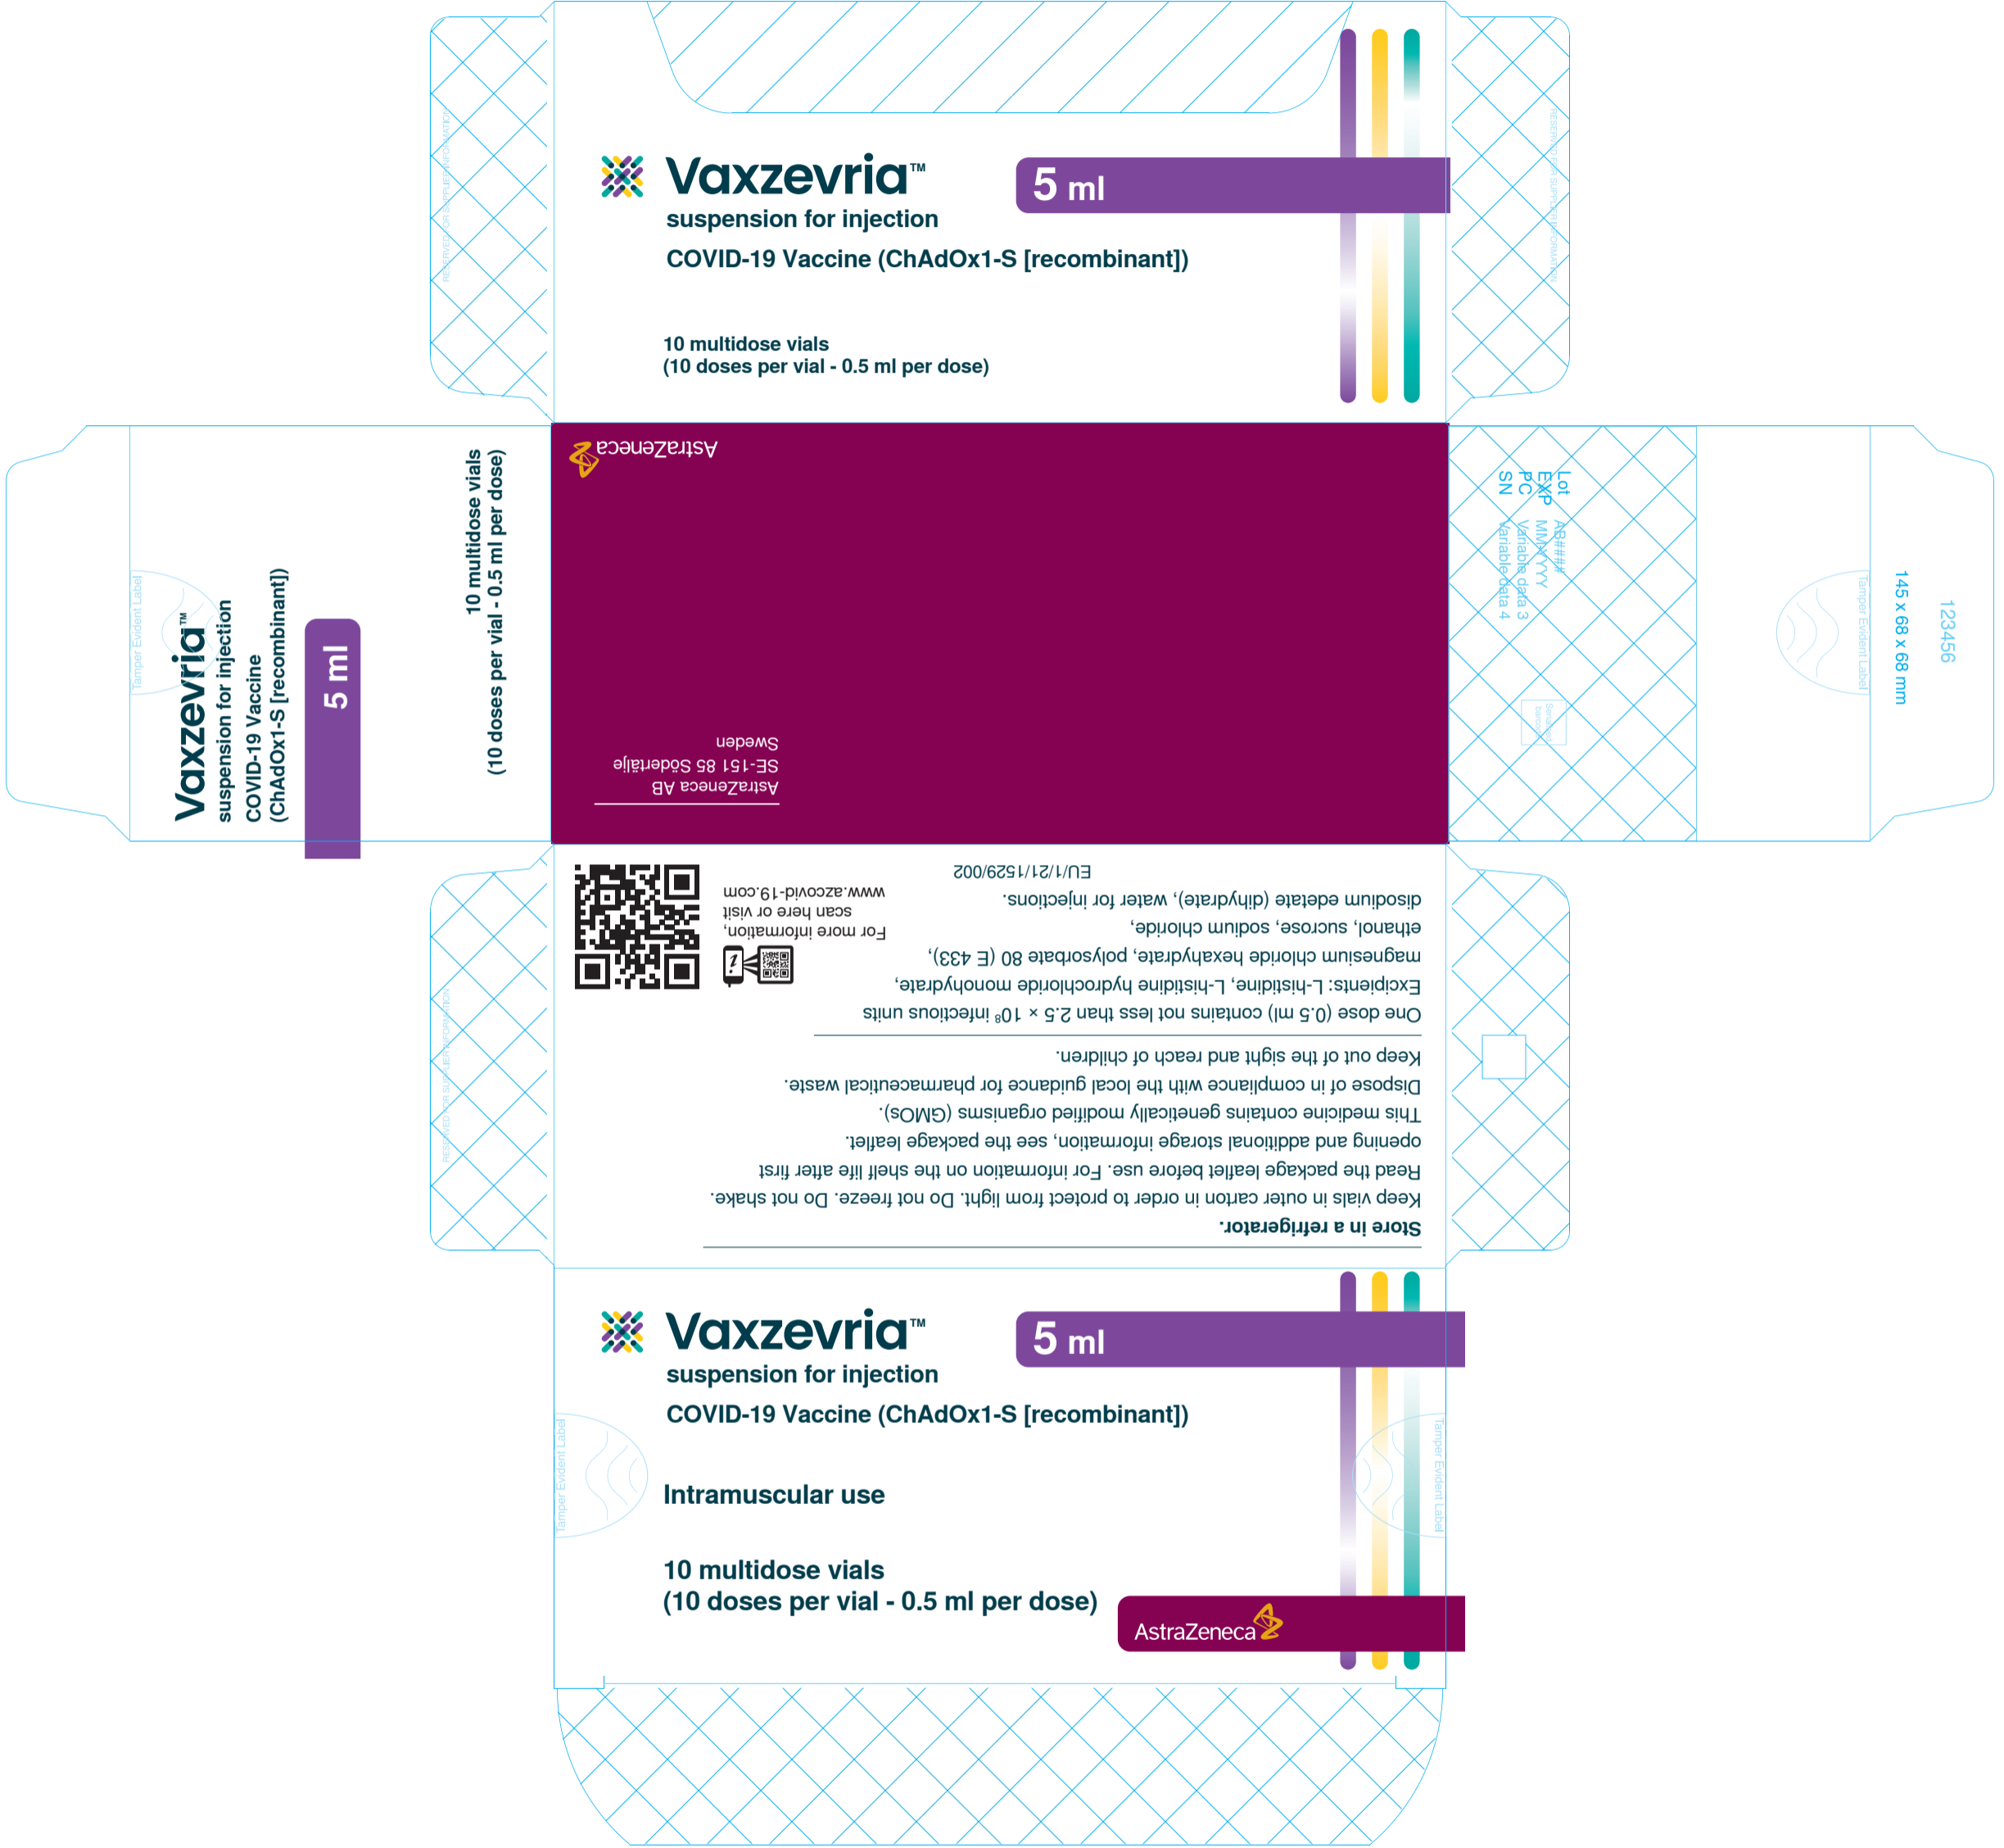 RESERVED FOR SUPPLIER INFORMATION
RESERVED FOR SUPPLIER INFORMATION
Vaxzevria™
5 ml
suspension for injection
COVID-19 Vaccine (ChAdOx1-S [recombinant])
10 multidose vials
(10 doses per vial - 0.5 ml per dose)
Tamper Evident Label
Vaxzevria™
suspension for injection
COVID-19 Vaccine
(ChAdOx1-S [recombinant])
5 ml
10 multidose vials
(10 doses per vial - 0.5 ml per dose)
AstraZeneca
AstraZeneca AB
SE-151 85 Södertälje
Sweden
Lot AB####
EXP MM-YYYY
PC Variable data 3
SN Variable data 4
Tamper Evident Label
145 x 68 x 68 mm
123456
Store in a refrigerator.
Keep vials in outer carton in order to protect from light. Do not freeze. Do not shake.
Read the package leaflet before use. For information on the shelf life after first
opening and additional storage information, see the package leaflet.
This medicine contains genetically modified organisms (GMOs).
Dispose of in compliance with the local guidance for pharmaceutical waste.
Keep out of the sight and reach of children.
One dose (0.5 ml) contains not less than 2.5 × 10⁸ infectious units
Excipients: L-histidine, L-histidine hydrochloride monohydrate,
magnesium chloride hexahydrate, polysorbate 80 (E 433),
ethanol, sucrose, sodium chloride,
disodium edetate (dihydrate), water for injections.
EU/1/21/1529/002
For more information,
scan here or visit
www.azcovid-19.com
RESERVED FOR SUPPLIER INFORMATION
Vaxzevria™
5 ml
suspension for injection
COVID-19 Vaccine (ChAdOx1-S [recombinant])
Tamper Evident Label
Tamper Evident Label
Intramuscular use
10 multidose vials
(10 doses per vial - 0.5 ml per dose)
AstraZeneca